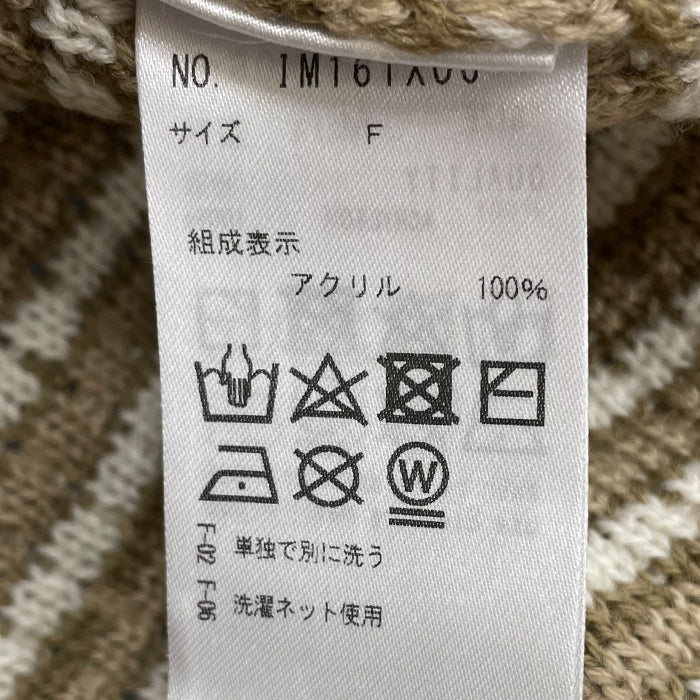 NO. IM161X00
サイズ F
組成表示
アクリル 100%
W
F-02 単独で別に洗う
F-06 洗濯ネット使用